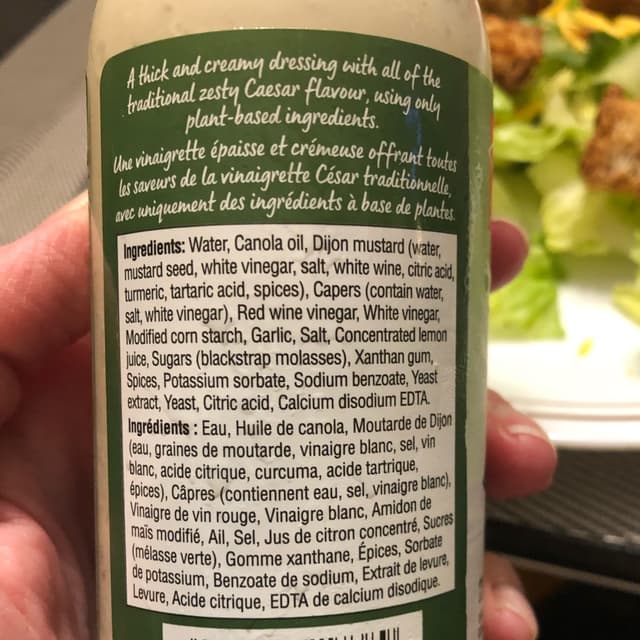 A thick and creamy dressing with all of the
traditional zesty Caesar flavour, using only
plant-based ingredients.
Une vinaigrette épaisse et crémeuse offrant toutes
les saveurs de la vinaigrette César traditionnelle,
avec uniquement des ingrédients à base de plantes.
Ingredients: Water, Canola oil, Dijon mustard (water,
mustard seed, white vinegar, salt, white wine, citric acid,
turmeric, tartaric acid, spices), Capers (contain water,
salt, white vinegar), Red wine vinegar, White vinegar,
Modified corn starch, Garlic, Salt, Concentrated lemon
juice, Sugars (blackstrap molasses), Xanthan gum,
Spices, Potassium sorbate, Sodium benzoate, Yeast
extract, Yeast, Citric acid, Calcium disodium EDTA.
Ingrédients : Eau, Huile de canola, Moutarde de Dijon
(eau, graines de moutarde, vinaigre blanc, sel, vin
blanc, acide citrique, curcuma, acide tartrique,
épices), Câpres (contiennent eau, sel, vinaigre blanc),
Vinaigre de vin rouge, Vinaigre blanc, Amidon de
maïs modifié, Ail, Sel, Jus de citron concentré, Sucres
(mélasse verte), Gomme xanthane, Épices, Sorbate
de potassium, Benzoate de sodium, Extrait de levure,
Levure, Acide citrique, EDTA de calcium disodique.